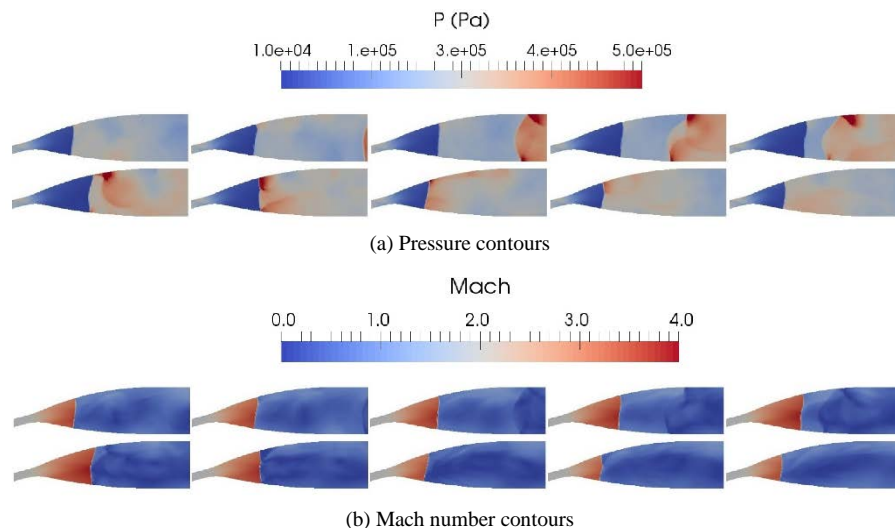 P (Pa)
1.0e+04 1.e+05 3.e+05 4.e+05 5.0e+05
(a) Pressure contours
Mach
0.0 1.0 2.0 3.0 4.0
(b) Mach number contours